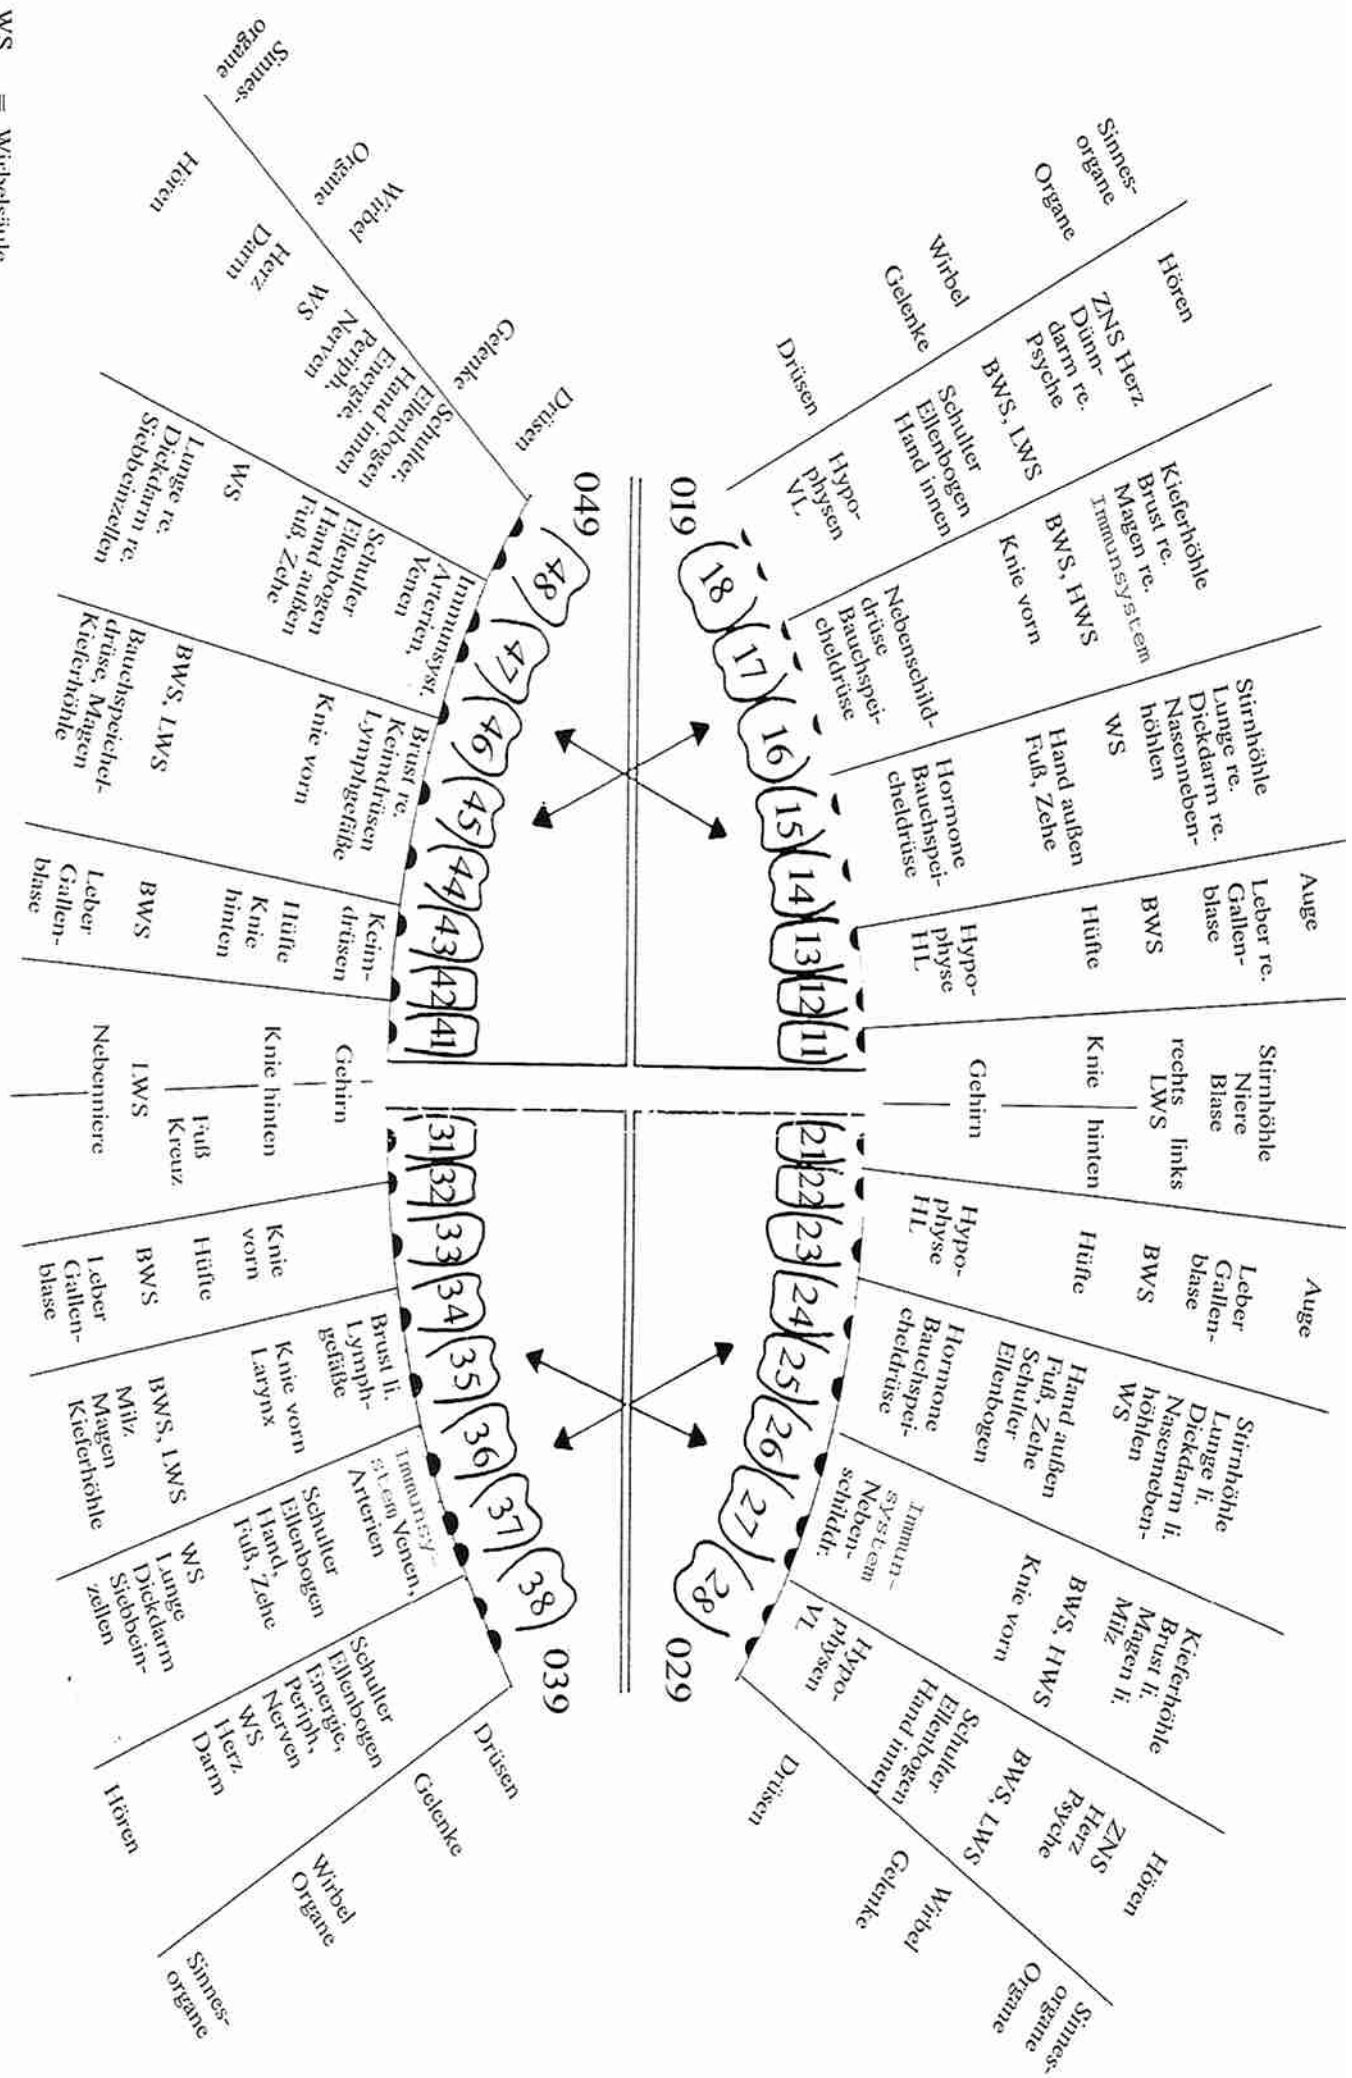 Sinnes-
organe
Organe
Wirbel
Gelenke
Drüsen
Hören
ZNS Herz
Dünn-
darm re.
Psyche
BWS, LWS
Schulter
Ellenbogen
Hand innen
Hypo-
physen
VL
Kieferhöhle
Brust re.
Magen re.
Immunsystem
BWS, HWS
Knie vorn
Nebenschild-
drüse
Bauchspei-
cheldrüse
Stirnhöhle
Lunge re.
Dickdarm re.
Nasenneben-
höhlen
WS
Hand außen
Fuß, Zehe
Hormone
Bauchspei-
cheldrüse
Auge
Leber re.
Gallen-
blase
BWS
Hüfte
Hypo-
physe
HL
Stirnhöhle
Niere
Blase
rechts links
LWS
Knie hinten
Gehirn
Auge
Leber
Gallen-
blase
BWS
Hüfte
Hypo-
physe
HL
Stirnhöhle
Lunge li.
Dickdarm li.
Nasenneben-
höhlen
WS
Hand außen
Fuß, Zehe
Schulter
Ellenbogen
Hormone
Bauchspei-
cheldrüse
Kieferhöhle
Brust li.
Magen li.
Milz
BWS, HWS
Knie vorn
Immun-
system
Neben-
schilddr.
Hören
ZNS
Herz
Psyche
BWS, LWS
Schulter
Ellenbogen
Hand innen
Hypo-
physen
VL
Sinnes-
organe
Organe
Wirbel
Gelenke
Drüsen
019 18 17 16 15 14 13 12 11 21 22 23 24 25 26 27 28 029
049 48 47 46 45 44 43 42 41 31 32 33 34 35 36 37 38 039
Drüsen
Gelenke
Wirbel
Organe
Sinnes-
organe
Schulter,
Ellenbogen
Hand innen
Energie,
Periph,
Nerven
WS
Herz
Darm
Hören
Immunsyst.
Arterien,
Venen
Schulter
Ellenbogen
Hand außen
Fuß, Zehe
WS
Lunge re.
Dickdarm re.
Siebbeinzellen
Brust re.
Keimdrüsen
Lymphgefäße
Knie vorn
BWS, LWS
Bauchspeichel-
drüse, Magen
Kieferhöhle
Keim-
drüsen
Hüfte
Knie
hinten
BWS
Leber
Gallen-
blase
Gehirn
Knie hinten
Fuß
Kreuz
LWS
Nebenniere
Knie
vorn
Hüfte
BWS
Leber
Gallen-
blase
Brust li.
Lymph-
gefäße
Knie vorn
Larynx
BWS, LWS
Milz
Magen
Kieferhöhle
Immunsy-
stem Venen,
Arterien
Schulter
Ellenbogen
Hand,
Fuß, Zehe
WS
Lunge
Dickdarm
Siebbein-
zellen
Schulter
Ellenbogen
Energie,
Periph,
Nerven
WS
Herz
Darm
Hören
Drüsen
Gelenke
Wirbel
Organe
Sinnes-
organe
WS = Wirbelsäule